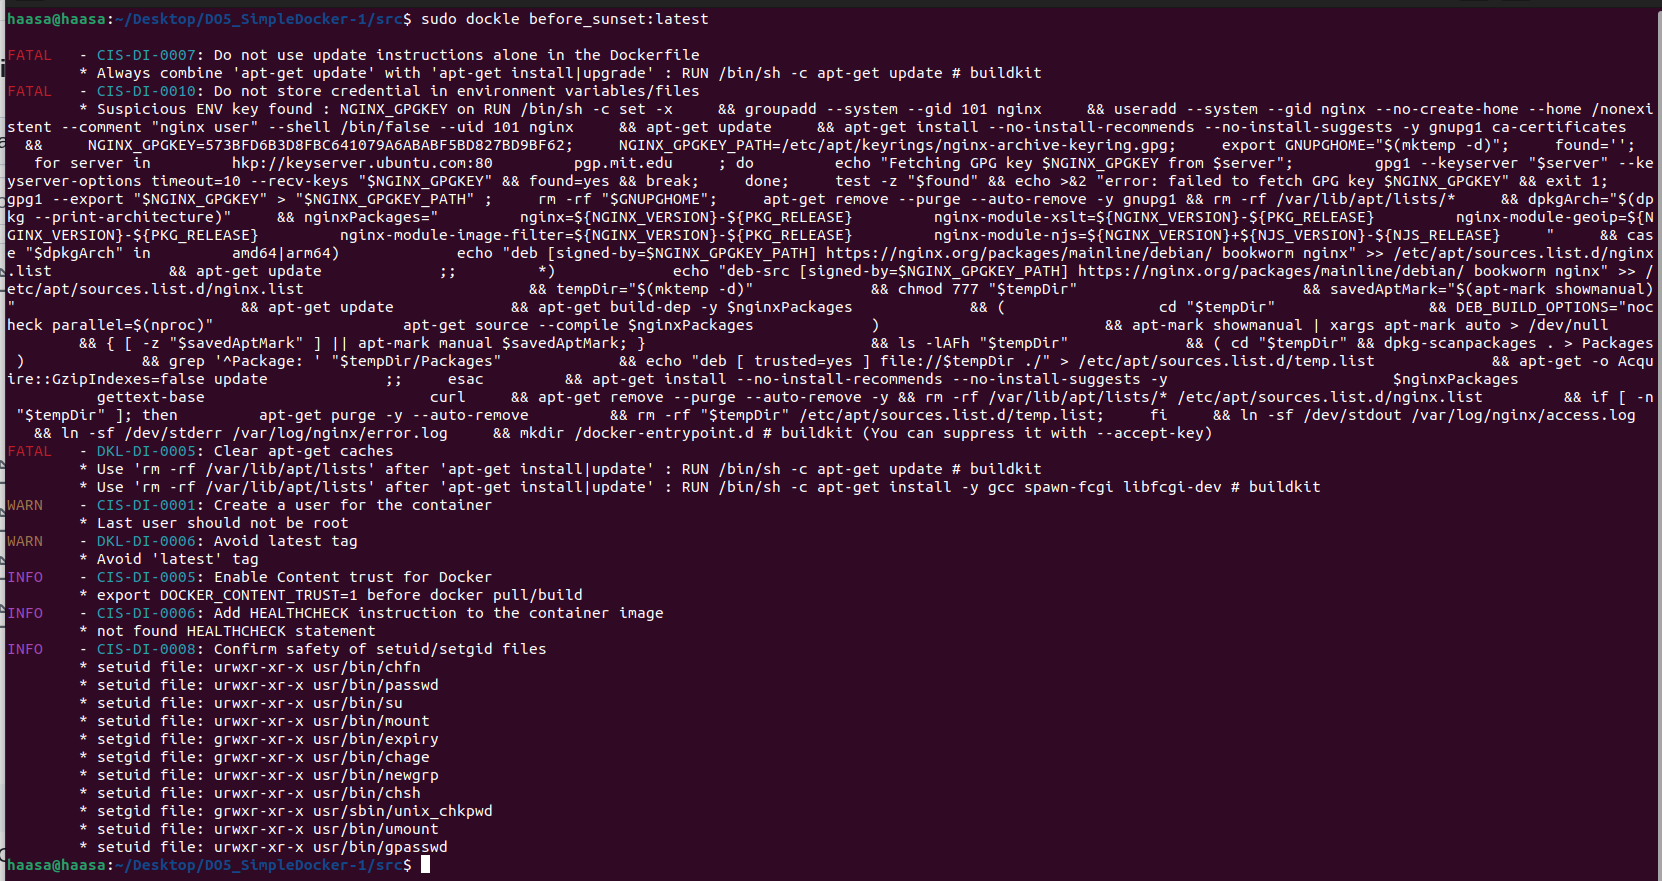 haasa@haasa:~/Desktop/DO5_SimpleDocker-1/src$ sudo dockle before_sunset:latest
FATAL   - CIS-DI-0007: Do not use update instructions alone in the Dockerfile
        * Always combine 'apt-get update' with 'apt-get install|upgrade' : RUN /bin/sh -c apt-get update # buildkit
FATAL   - CIS-DI-0010: Do not store credential in environment variables/files
        * Suspicious ENV key found : NGINX_GPGKEY on RUN /bin/sh -c set -x     && groupadd --system --gid 101 nginx     && useradd --system --gid nginx --no-create-home --home /nonexi
stent --comment "nginx user" --shell /bin/false --uid 101 nginx     && apt-get update     && apt-get install --no-install-recommends --no-install-suggests -y gnupg1 ca-certificates
  &&     NGINX_GPGKEY=573BFD6B3D8FBC641079A6ABABF5BD827BD9BF62;     NGINX_GPGKEY_PATH=/etc/apt/keyrings/nginx-archive-keyring.gpg;     export GNUPGHOME="$(mktemp -d)";     found='';
   for server in         hkp://keyserver.ubuntu.com:80         pgp.mit.edu     ; do         echo "Fetching GPG key $NGINX_GPGKEY from $server";         gpg1 --keyserver "$server" --ke
yserver-options timeout=10 --recv-keys "$NGINX_GPGKEY" && found=yes && break;     done;     test -z "$found" && echo >&2 "error: failed to fetch GPG key $NGINX_GPGKEY" && exit 1;
gpg1 --export "$NGINX_GPGKEY" > "$NGINX_GPGKEY_PATH" ;     rm -rf "$GNUPGHOME";     apt-get remove --purge --auto-remove -y gnupg1 && rm -rf /var/lib/apt/lists/*     && dpkgArch="$(dp
kg --print-architecture)"     && nginxPackages="         nginx=${NGINX_VERSION}-${PKG_RELEASE}         nginx-module-xslt=${NGINX_VERSION}-${PKG_RELEASE}         nginx-module-geoip=${N
GINX_VERSION}-${PKG_RELEASE}         nginx-module-image-filter=${NGINX_VERSION}-${PKG_RELEASE}         nginx-module-njs=${NGINX_VERSION}+${NJS_VERSION}-${NJS_RELEASE}     "     && cas
e "$dpkgArch" in         amd64|arm64)             echo "deb [signed-by=$NGINX_GPGKEY_PATH] https://nginx.org/packages/mainline/debian/ bookworm nginx" >> /etc/apt/sources.list.d/nginx
.list             && apt-get update             ;;         *)             echo "deb-src [signed-by=$NGINX_GPGKEY_PATH] https://nginx.org/packages/mainline/debian/ bookworm nginx" >> /
etc/apt/sources.list.d/nginx.list                         && tempDir="$(mktemp -d)"             && chmod 777 "$tempDir"                         && savedAptMark="$(apt-mark showmanual)
"                         && apt-get update             && apt-get build-dep -y $nginxPackages             && (                 cd "$tempDir"                 && DEB_BUILD_OPTIONS="noc
heck parallel=$(nproc)"                     apt-get source --compile $nginxPackages             )                         && apt-mark showmanual | xargs apt-mark auto > /dev/null
        && { [ -z "$savedAptMark" ] || apt-mark manual $savedAptMark; }                         && ls -lAFh "$tempDir"             && ( cd "$tempDir" && dpkg-scanpackages . > Packages
 )             && grep '^Package: ' "$tempDir/Packages"             && echo "deb [ trusted=yes ] file://$tempDir ./" > /etc/apt/sources.list.d/temp.list             && apt-get -o Acqu
ire::GzipIndexes=false update             ;;     esac         && apt-get install --no-install-recommends --no-install-suggests -y                         $nginxPackages
          gettext-base                         curl     && apt-get remove --purge --auto-remove -y && rm -rf /var/lib/apt/lists/* /etc/apt/sources.list.d/nginx.list         && if [ -n
 "$tempDir" ]; then         apt-get purge -y --auto-remove         && rm -rf "$tempDir" /etc/apt/sources.list.d/temp.list;     fi     && ln -sf /dev/stdout /var/log/nginx/access.log
   && ln -sf /dev/stderr /var/log/nginx/error.log     && mkdir /docker-entrypoint.d # buildkit (You can suppress it with --accept-key)
FATAL   - DKL-DI-0005: Clear apt-get caches
        * Use 'rm -rf /var/lib/apt/lists' after 'apt-get install|update' : RUN /bin/sh -c apt-get update # buildkit
        * Use 'rm -rf /var/lib/apt/lists' after 'apt-get install|update' : RUN /bin/sh -c apt-get install -y gcc spawn-fcgi libfcgi-dev # buildkit
WARN    - CIS-DI-0001: Create a user for the container
        * Last user should not be root
WARN    - DKL-DI-0006: Avoid latest tag
        * Avoid 'latest' tag
INFO    - CIS-DI-0005: Enable Content trust for Docker
        * export DOCKER_CONTENT_TRUST=1 before docker pull/build
INFO    - CIS-DI-0006: Add HEALTHCHECK instruction to the container image
        * not found HEALTHCHECK statement
INFO    - CIS-DI-0008: Confirm safety of setuid/setgid files
        * setuid file: urwxr-xr-x usr/bin/chfn
        * setuid file: urwxr-xr-x usr/bin/passwd
        * setuid file: urwxr-xr-x usr/bin/su
        * setuid file: urwxr-xr-x usr/bin/mount
        * setgid file: grwxr-xr-x usr/bin/expiry
        * setgid file: grwxr-xr-x usr/bin/chage
        * setuid file: urwxr-xr-x usr/bin/newgrp
        * setuid file: urwxr-xr-x usr/bin/chsh
        * setgid file: grwxr-xr-x usr/sbin/unix_chkpwd
        * setuid file: urwxr-xr-x usr/bin/umount
        * setuid file: urwxr-xr-x usr/bin/gpasswd
haasa@haasa:~/Desktop/DO5_SimpleDocker-1/src$